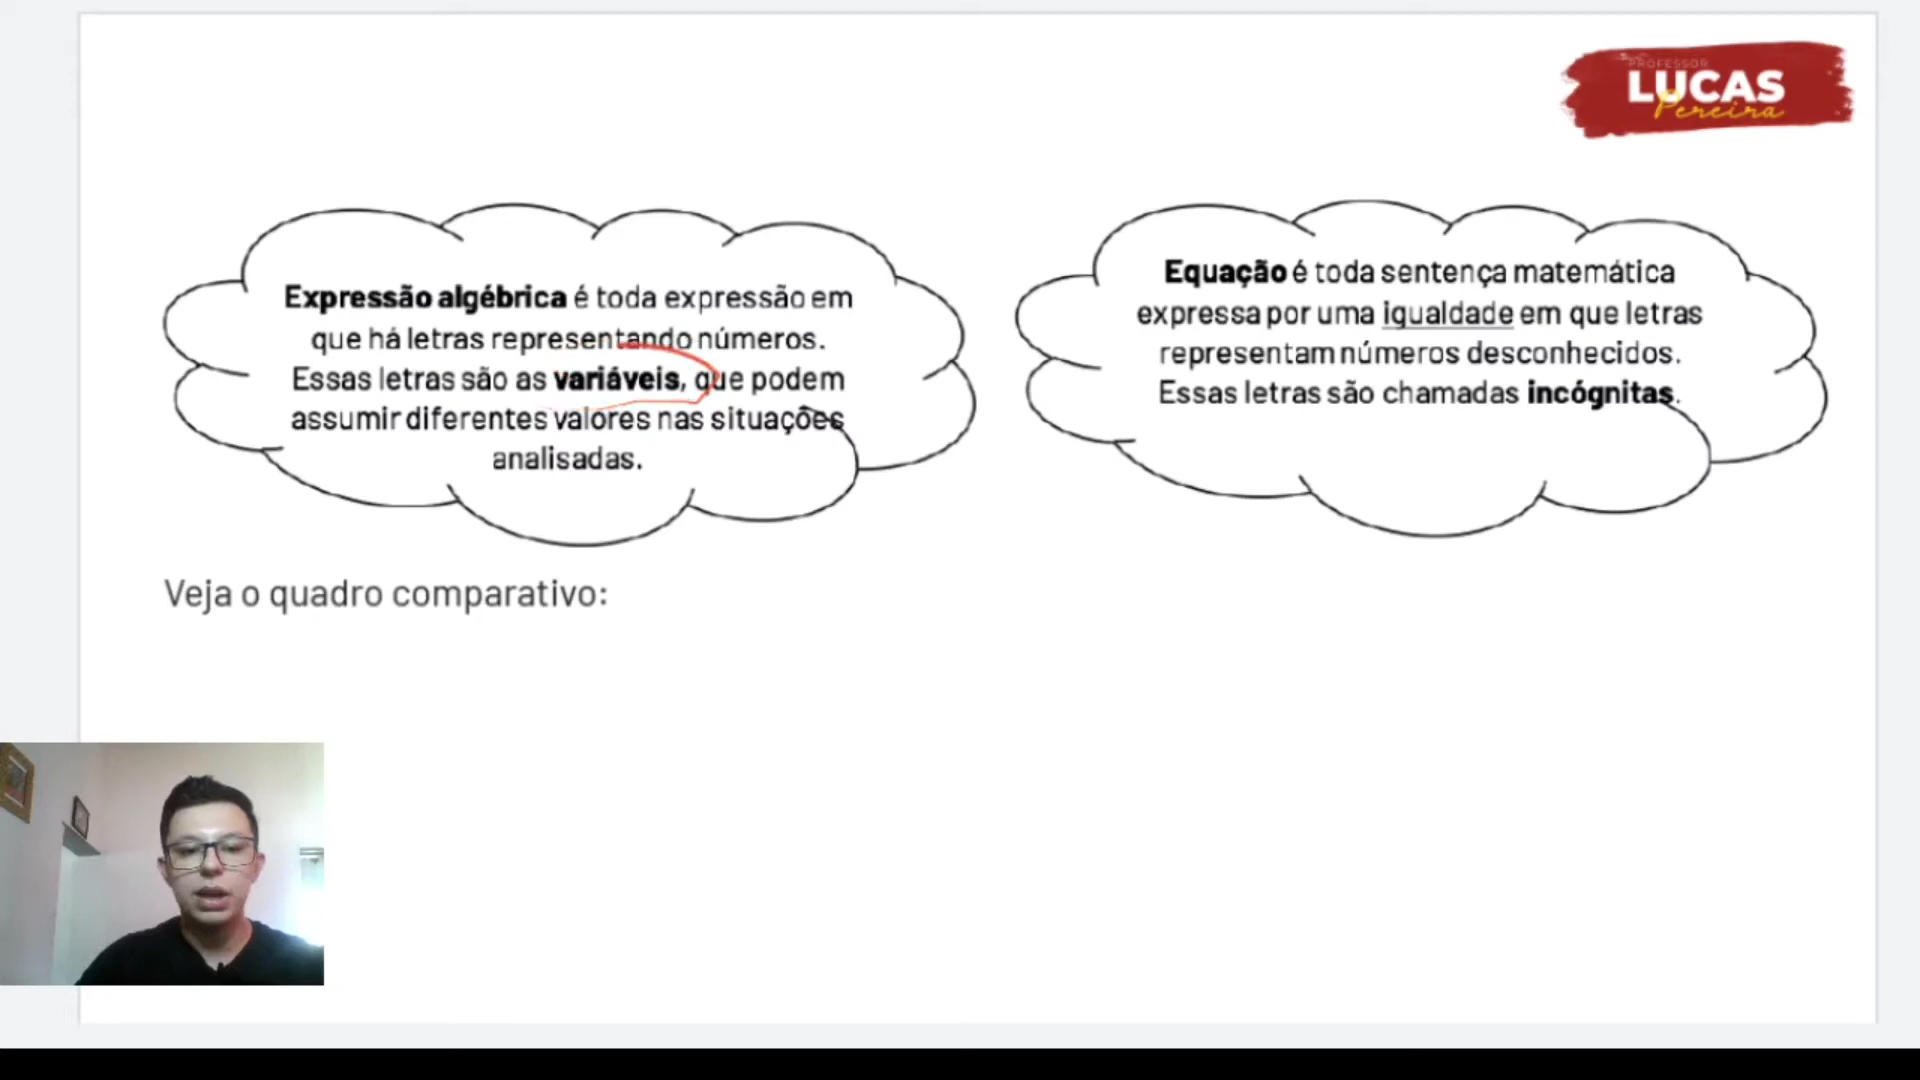 PROFESSOR
LUCAS
Pereira
Expressão algébrica é toda expressão em
que há letras representando números.
Essas letras são as variáveis, que podem
assumir diferentes valores nas situações
analisadas.
Equação é toda sentença matemática
expressa por uma igualdade em que letras
representam números desconhecidos.
Essas letras são chamadas incógnitas.
Veja o quadro comparativo: